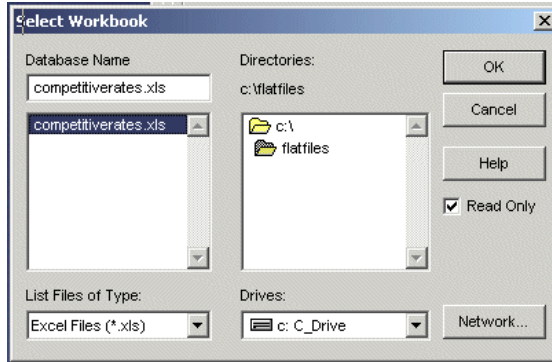 Select Workbook
Database Name
competitiverates.xls
competitiverates.xls
List Files of Type:
Excel Files (*.xls)
Directories:
c:\flatfiles
c:\
flatfiles
Drives:
c: C_Drive
OK
Cancel
Help
Read Only
Network...